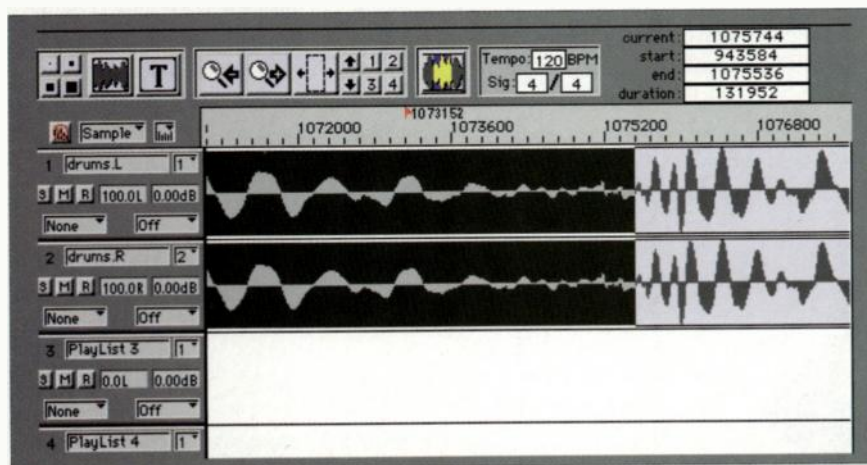 current: 1075744
start: 943584
end: 1075536
duration: 131952
T
1 2
3 4
Tempo: 120 BPM
Sig: 4 / 4
1073152
Sample
1072000 1073600 1075200 1076800
1 drums.L 1
S M R 100.0L 0.00dB
None Off
2 drums.R 2
S M R 100.0R 0.00dB
None Off
3 PlayList 3 1
S M R 0.0L 0.00dB
None Off
4 PlayList 4 1